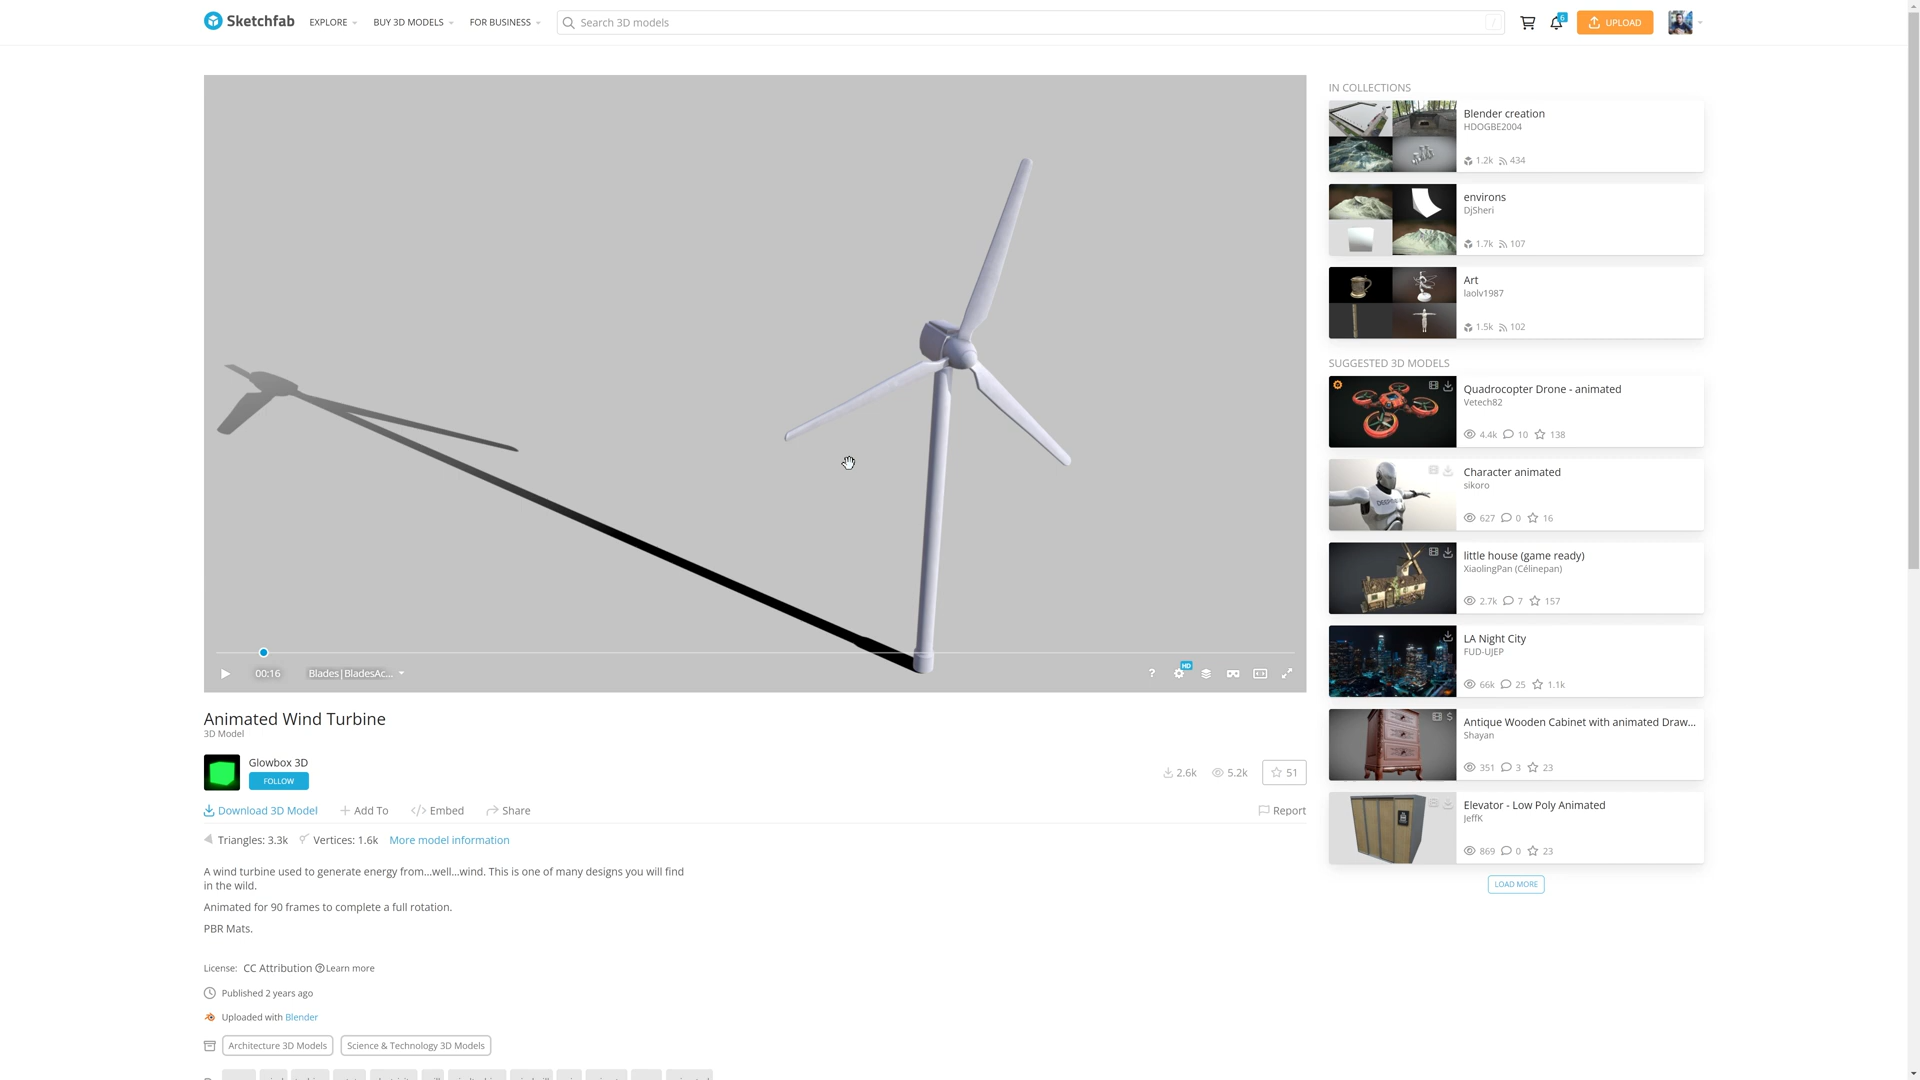 Sketchfab EXPLORE BUY 3D MODELS FOR BUSINESS Search 3D models / 6 UPLOAD
00:16 Blades|BladesAc... ? HD
Animated Wind Turbine
3D Model
Glowbox 3D
FOLLOW
2.6k 5.2k 51
Download 3D Model Add To Embed Share Report
Triangles: 3.3k Vertices: 1.6k More model information
A wind turbine used to generate energy from...well...wind. This is one of many designs you will find
in the wild.
Animated for 90 frames to complete a full rotation.
PBR Mats.
License: CC Attribution Learn more
Published 2 years ago
Uploaded with Blender
Architecture 3D Models Science & Technology 3D Models
IN COLLECTIONS
Blender creation
HDOGBE2004
1.2k 434
environs
DjSheri
1.7k 107
Art
laolv1987
1.5k 102
SUGGESTED 3D MODELS
Quadrocopter Drone - animated
Vetech82
4.4k 10 138
Character animated
sikoro
627 0 16
little house (game ready)
XiaolingPan (Célinepan)
2.7k 7 157
LA Night City
FUD-UJEP
66k 25 1.1k
Antique Wooden Cabinet with animated Draw...
Shayan
351 3 23
Elevator - Low Poly Animated
JeffK
869 0 23
LOAD MORE